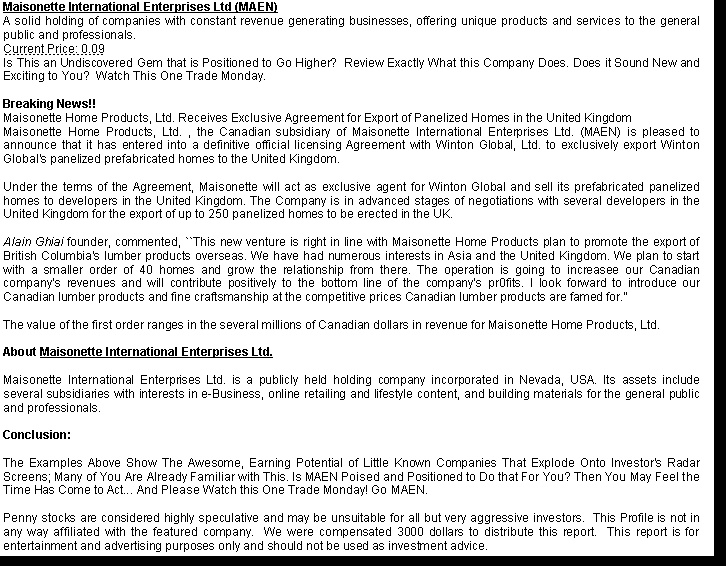 Maisonette International Enterprises Ltd (MAEN)
A solid holding of companies with constant revenue generating businesses, offering unique products and services to the general
public and professionals.
Current Price: 0.09
Is This an Undiscovered Gem that is Positioned to Go Higher?  Review Exactly What this Company Does. Does it Sound New and
Exciting to You?  Watch This One Trade Monday.
Breaking News!!
Maisonette Home Products, Ltd. Receives Exclusive Agreement for Export of Panelized Homes in the United Kingdom
Maisonette Home Products, Ltd. , the Canadian subsidiary of Maisonette International Enterprises Ltd. (MAEN) is pleased to
announce that it has entered into a definitive official licensing Agreement with Winton Global, Ltd. to exclusively export Winton
Global's panelized prefabricated homes to the United Kingdom.
Under the terms of the Agreement, Maisonette will act as exclusive agent for Winton Global and sell its prefabricated panelized
homes to developers in the United Kingdom. The Company is in advanced stages of negotiations with several developers in the
United Kingdom for the export of up to 250 panelized homes to be erected in the UK.
Alain Ghiai founder, commented, ``This new venture is right in line with Maisonette Home Products plan to promote the export of
British Columbia's lumber products overseas. We have had numerous interests in Asia and the United Kingdom. We plan to start
with a smaller order of 40 homes and grow the relationship from there. The operation is going to increasee our Canadian
company's revenues and will contribute positively to the bottom line of the company's pr0fits. I look forward to introduce our
Canadian lumber products and fine craftsmanship at the competitive prices Canadian lumber products are famed for."
The value of the first order ranges in the several millions of Canadian dollars in revenue for Maisonette Home Products, Ltd.
About Maisonette International Enterprises Ltd.
Maisonette International Enterprises Ltd. is a publicly held holding company incorporated in Nevada, USA. Its assets include
several subsidiaries with interests in e-Business, online retailing and lifestyle content, and building materials for the general public
and professionals.
Conclusion:
The Examples Above Show The Awesome, Earning Potential of Little Known Companies That Explode Onto Investor's Radar
Screens; Many of You Are Already Familiar with This. Is MAEN Poised and Positioned to Do that For You? Then You May Feel the
Time Has Come to Act... And Please Watch this One Trade Monday! Go MAEN.
Penny stocks are considered highly speculative and may be unsuitable for all but very aggressive investors.  This Profile is not in
any way affiliated with the featured company.  We were compensated 3000 dollars to distribute this report.  This report is for
entertainment and advertising purposes only and should not be used as investment advice.